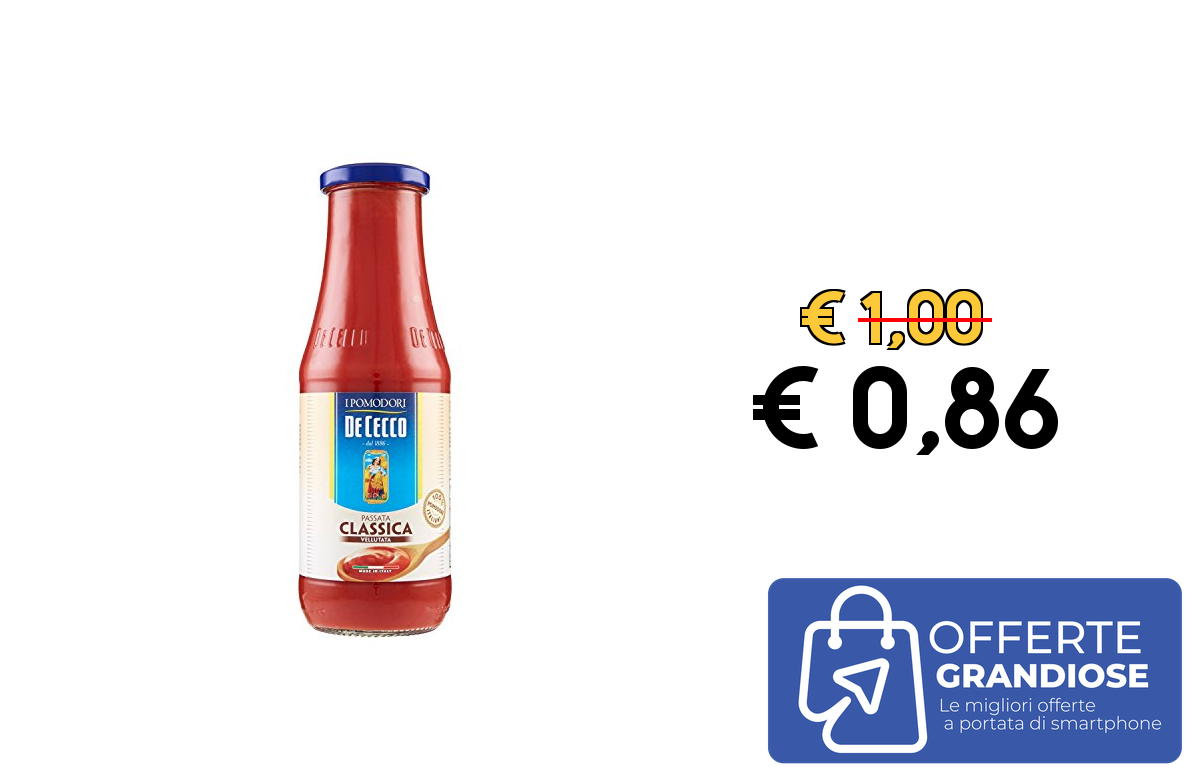 I POMODORI
DE CECCO
- dal 1886 -
PASSATA
CLASSICA
VELLUTATA
MADE IN ITALY
€ 1,00
€ 0,86
OFFERTE
GRANDIOSE
Le migliori offerte
a portata di smartphone